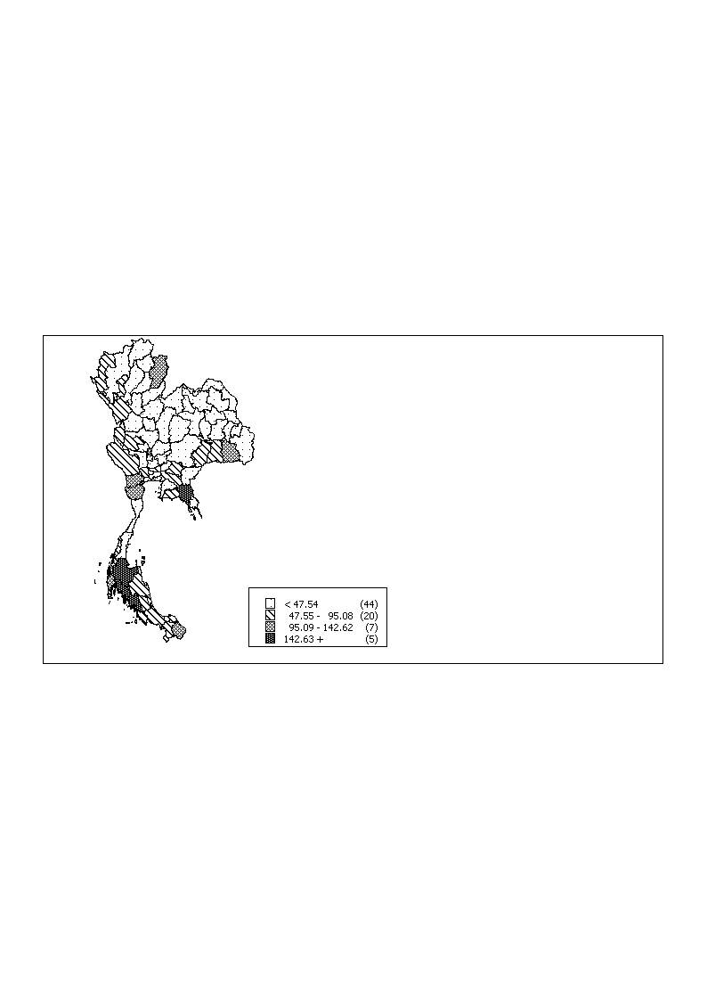 < 47.54 (44)
47.55 - 95.08 (20)
95.09 - 142.62 (7)
142.63 + (5)